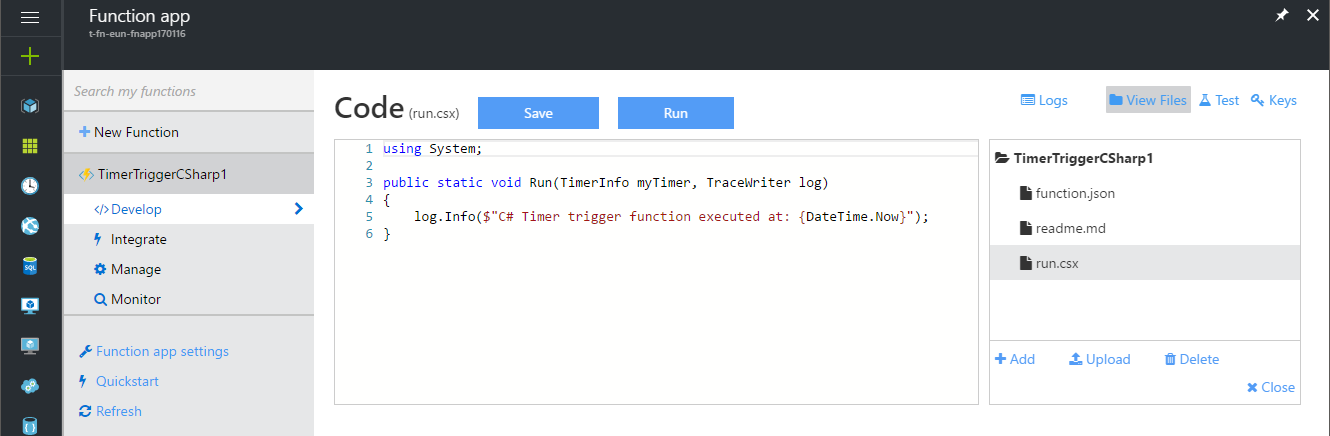 Function app
t-fn-eun-fnapp170116
Search my functions
New Function
TimerTriggerCSharp1
</> Develop
Integrate
Manage
Monitor
Function app settings
Quickstart
Refresh
SQL
Code (run.csx)
Save
Run
Logs
View Files
Test
Keys
1 using System;
2
3 public static void Run(TimerInfo myTimer, TraceWriter log)
4 {
5 log.Info($"C# Timer trigger function executed at: {DateTime.Now}");
6 }
TimerTriggerCSharp1
function.json
readme.md
run.csx
Add
Upload
Delete
Close